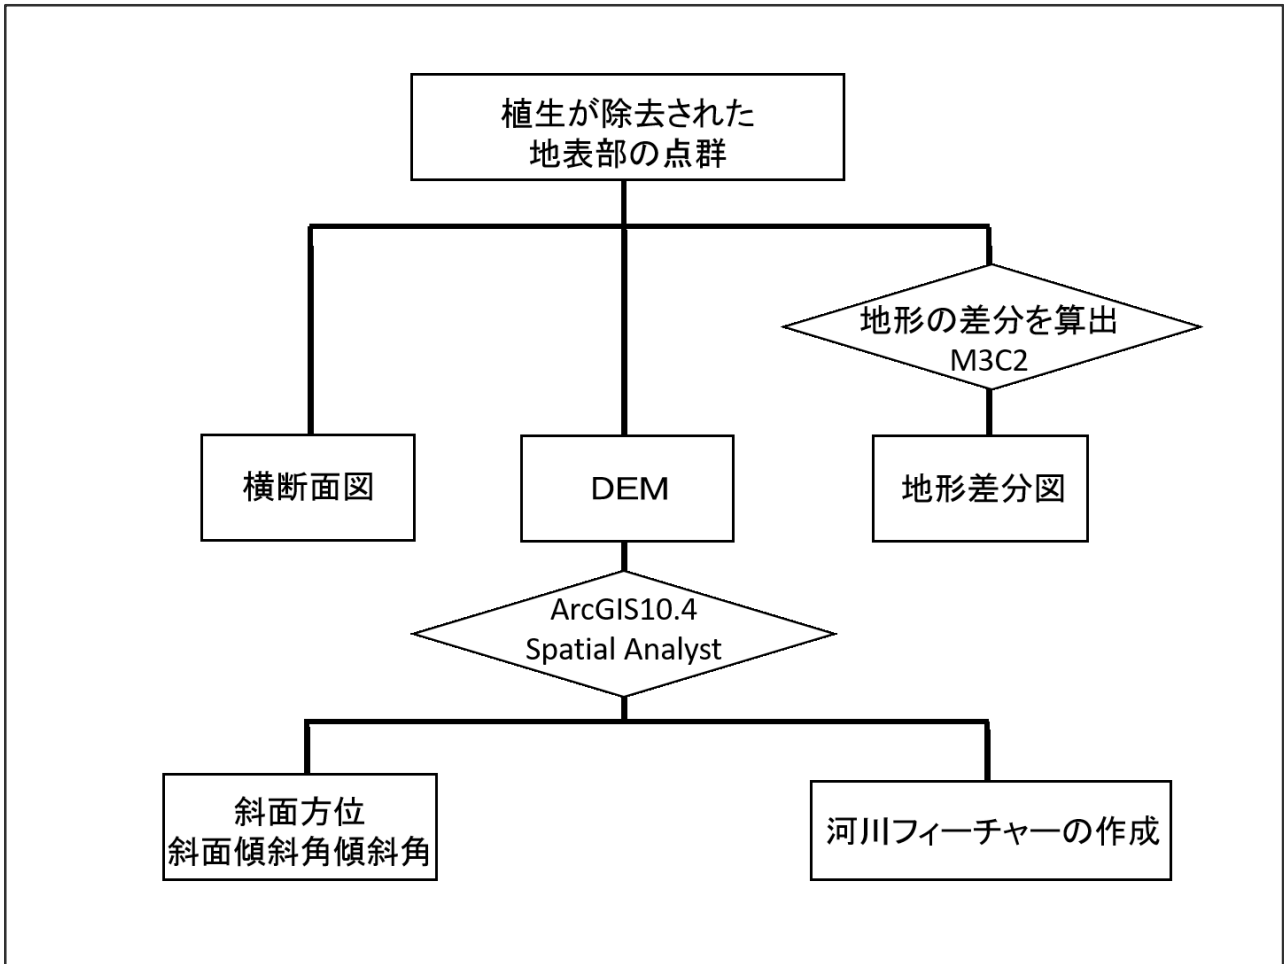 植生が除去された
地表部の点群
地形の差分を算出
M3C2
横断面図
DEM
地形差分図
ArcGIS10.4
Spatial Analyst
斜面方位
斜面傾斜角傾斜角
河川フィーチャーの作成